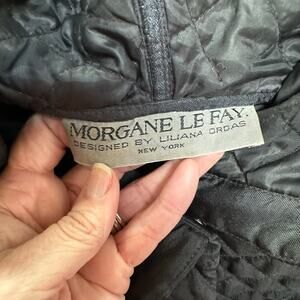 MORGANE LE FAY.
DESIGNED BY LILIANA ORDAS
NEW YORK